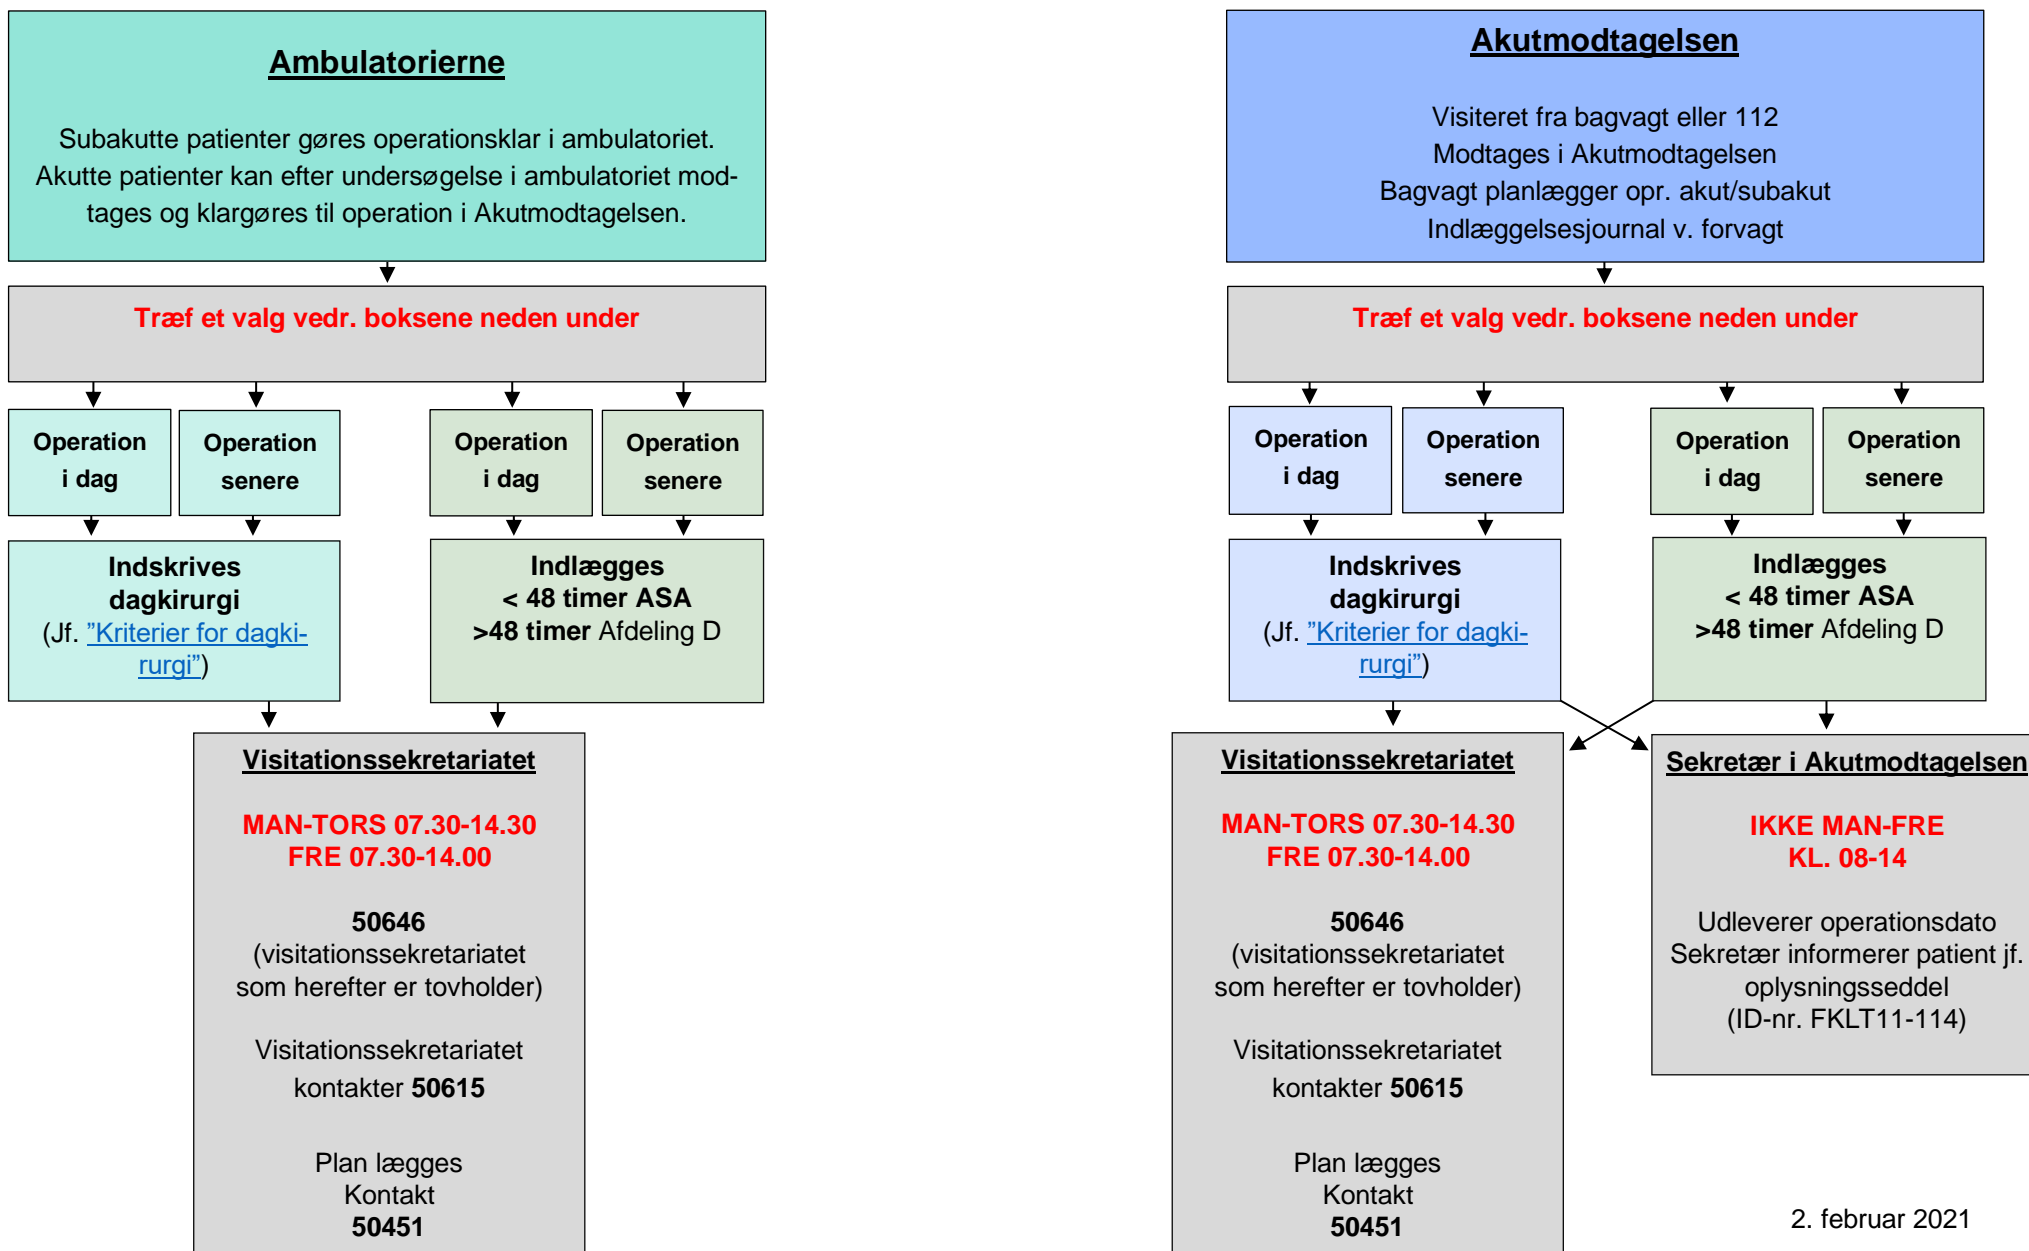 Ambulatorierne
Subakutte patienter gøres operationsklar i ambulatoriet.
Akutte patienter kan efter undersøgelse i ambulatoriet mod-
tages og klargøres til operation i Akutmodtagelsen.
Træf et valg vedr. boksene neden under
Operation
i dag
Operation
senere
Operation
i dag
Operation
senere
Indskrives
dagkirurgi
(Jf. ”Kriterier for dagki-
rurgi”)
Indlægges
< 48 timer ASA
>48 timer Afdeling D
Visitationssekretariatet
MAN-TORS 07.30-14.30
FRE 07.30-14.00
50646
(visitationssekretariatet
som herefter er tovholder)
Visitationssekretariatet
kontakter 50615
Plan lægges
Kontakt
50451
Akutmodtagelsen
Visiteret fra bagvagt eller 112
Modtages i Akutmodtagelsen
Bagvagt planlægger opr. akut/subakut
Indlæggelsesjournal v. forvagt
Træf et valg vedr. boksene neden under
Operation
i dag
Operation
senere
Operation
i dag
Operation
senere
Indskrives
dagkirurgi
(Jf. ”Kriterier for dagki-
rurgi”)
Indlægges
< 48 timer ASA
>48 timer Afdeling D
Visitationssekretariatet
MAN-TORS 07.30-14.30
FRE 07.30-14.00
50646
(visitationssekretariatet
som herefter er tovholder)
Visitationssekretariatet
kontakter 50615
Plan lægges
Kontakt
50451
Sekretær i Akutmodtagelsen
IKKE MAN-FRE
KL. 08-14
Udleverer operationsdato
Sekretær informerer patient jf.
oplysningsseddel
(ID-nr. FKLT11-114)
2. februar 2021